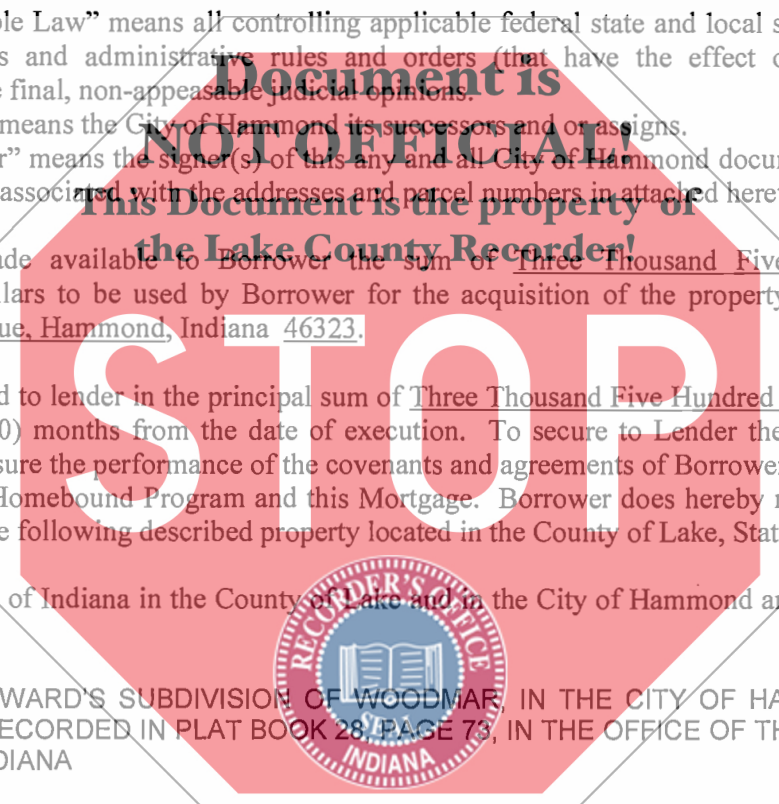 ble Law” means all controlling applicable federal state and local s
s and administrative rules and orders (that have the effect o
e final, non-appeasable judicial opinions.
means the City of Hammond its successors and or assigns.
r” means the signer(s) of this any and all City of Hammond docum
associated with the addresses and parcel numbers in attached here
Document is
NOT OFFICIAL!
This Document is the property of
the Lake County Recorder!
ade available to Borrower the sum of Three Thousand Five
lars to be used by Borrower for the acquisition of the property
ue, Hammond, Indiana 46323.
STOP
d to lender in the principal sum of Three Thousand Five Hundred
0) months from the date of execution. To secure to Lender the
sure the performance of the covenants and agreements of Borrower
Homebound Program and this Mortgage. Borrower does hereby
e following described property located in the County of Lake, Stat
of Indiana in the County of Lake and in the City of Hammond an
RECORDER'S OFFICE
SEAL
INDIANA
WARD'S SUBDIVISION OF WOODMAR, IN THE CITY OF HA
ECORDED IN PLAT BOOK 28, PAGE 73, IN THE OFFICE OF TH
DIANA